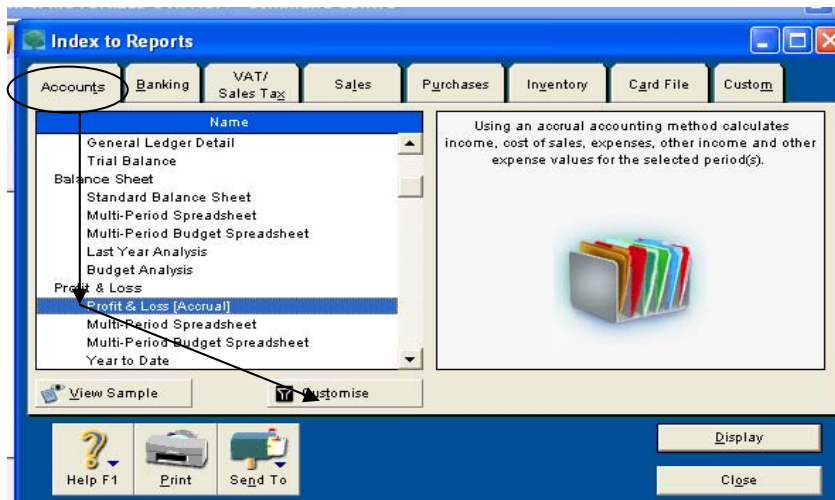 Index to Reports
Accounts
Banking
VAT/
Sales Tax
Sales
Purchases
Inventory
Card File
Custom
Name
General Ledger Detail
Trial Balance
Balance Sheet
Standard Balance Sheet
Multi-Period Spreadsheet
Multi-Period Budget Spreadsheet
Last Year Analysis
Budget Analysis
Profit & Loss
Profit & Loss [Accrual]
Multi-Period Spreadsheet
Multi-Period Budget Spreadsheet
Year to Date
Using an accrual accounting method calculates
income, cost of sales, expenses, other income and other
expense values for the selected period(s).
View Sample
Customise
Help F1
Print
Send To
Display
Close